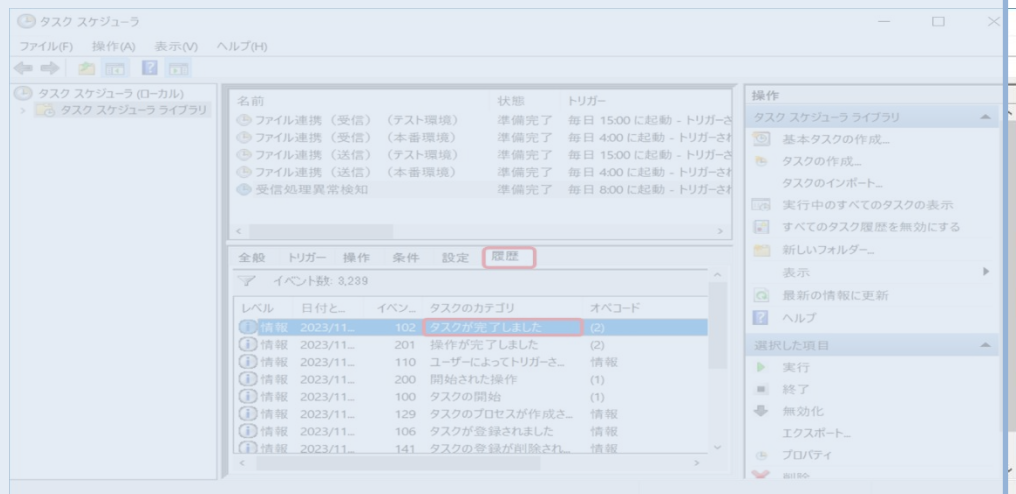 タスク スケジューラ
ファイル(F) 操作(A) 表示(V) ヘルプ(H)
タスク スケジューラ (ローカル)
タスク スケジューラ ライブラリ
名前 状態 トリガー
ファイル連携（受信）（テスト環境） 準備完了 毎日 15:00 に起動 - トリガーさ
ファイル連携（受信）（本番環境） 準備完了 毎日 4:00 に起動 - トリガーされ
ファイル連携（送信）（テスト環境） 準備完了 毎日 15:00 に起動 - トリガーさ
ファイル連携（送信）（本番環境） 準備完了 毎日 4:00 に起動 - トリガーされ
受信処理異常検知 準備完了 毎日 8:00 に起動 - トリガーされ
全般 トリガー 操作 条件 設定 履歴
イベント数: 3,239
レベル 日付と... イベン... タスクのカテゴリ オペコード
情報 2023/11... 102 タスクが完了しました (2)
情報 2023/11... 201 操作が完了しました (2)
情報 2023/11... 110 ユーザーによってトリガーさ... 情報
情報 2023/11... 200 開始された操作 (1)
情報 2023/11... 100 タスクの開始 (1)
情報 2023/11... 129 タスクのプロセスが作成さ... 情報
情報 2023/11... 106 タスクが登録されました 情報
情報 2023/11... 141 タスクの登録が削除され... 情報
操作
タスク スケジューラ ライブラリ
基本タスクの作成...
タスクの作成...
タスクのインポート...
実行中のすべてのタスクの表示
すべてのタスク履歴を無効にする
新しいフォルダー...
表示
最新の情報に更新
ヘルプ
選択した項目
実行
終了
無効化
エクスポート...
プロパティ
削除